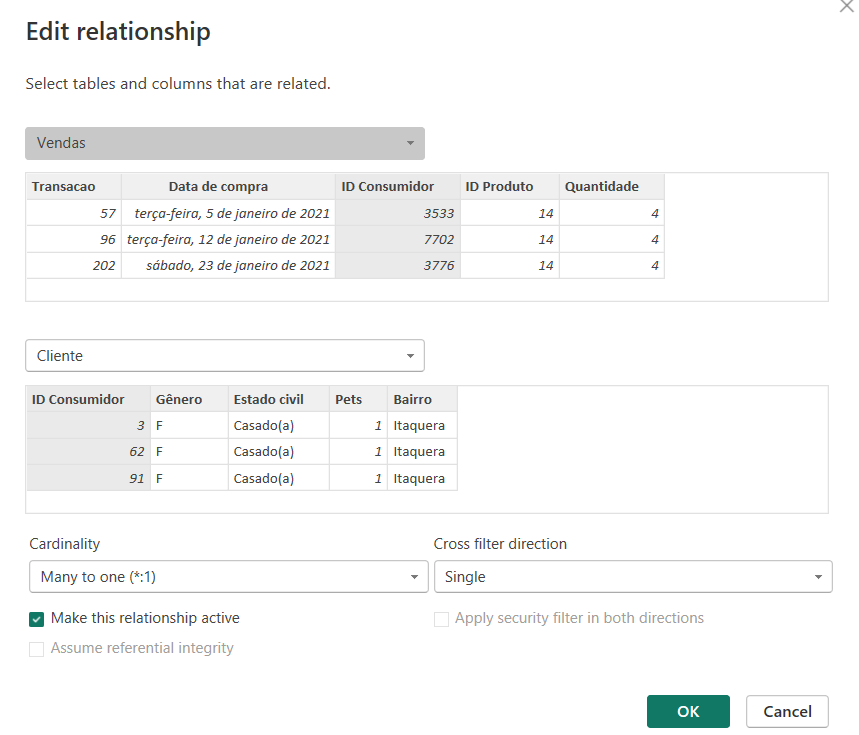 Edit relationship
Select tables and columns that are related.
Vendas
Transacao Data de compra ID Consumidor ID Produto Quantidade
57 terça-feira, 5 de janeiro de 2021 3533 14 4
96 terça-feira, 12 de janeiro de 2021 7702 14 4
202 sábado, 23 de janeiro de 2021 3776 14 4
Cliente
ID Consumidor Gênero Estado civil Pets Bairro
3 F Casado(a) 1 Itaquera
62 F Casado(a) 1 Itaquera
91 F Casado(a) 1 Itaquera
Cardinality Cross filter direction
Many to one (*:1) Single
Make this relationship active Apply security filter in both directions
Assume referential integrity
OK Cancel